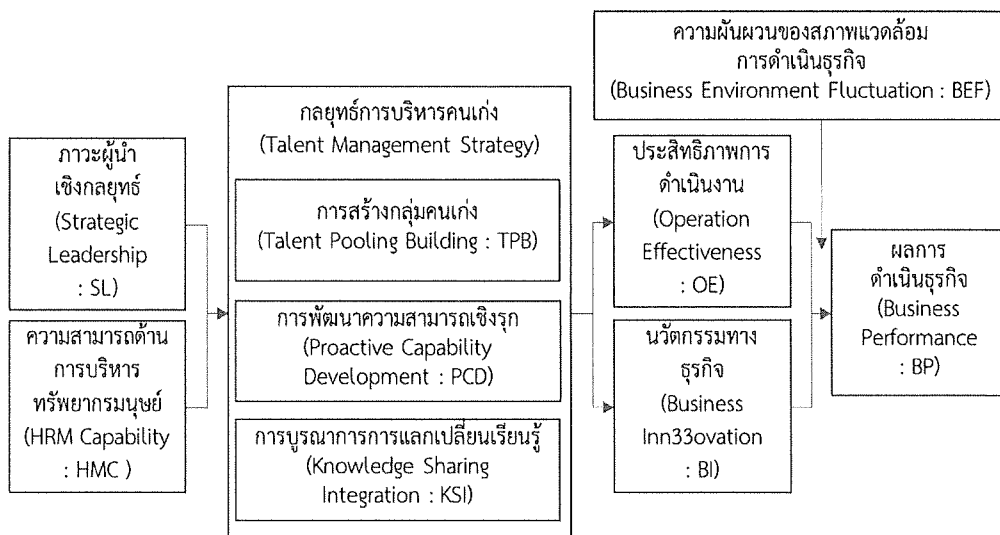 ความผันผวนของสภาพแวดล้อม
การดำเนินธุรกิจ
(Business Environment Fluctuation : BEF)
กลยุทธ์การบริหารคนเก่ง
(Talent Management Strategy)
ภาวะผู้นำ
เชิงกลยุทธ์
(Strategic
Leadership
: SL)
ความสามารถด้าน
การบริหาร
ทรัพยากรมนุษย์
(HRM Capability
: HMC )
การสร้างกลุ่มคนเก่ง
(Talent Pooling Building : TPB)
การพัฒนาความสามารถเชิงรุก
(Proactive Capability
Development : PCD)
การบูรณาการการแลกเปลี่ยนเรียนรู้
(Knowledge Sharing
Integration : KSI)
ประสิทธิภาพการ
ดำเนินงาน
(Operation
Effectiveness
: OE)
นวัตกรรมทาง
ธุรกิจ
(Business
Inn33ovation
: BI)
ผลการ
ดำเนินธุรกิจ
(Business
Performance
: BP)